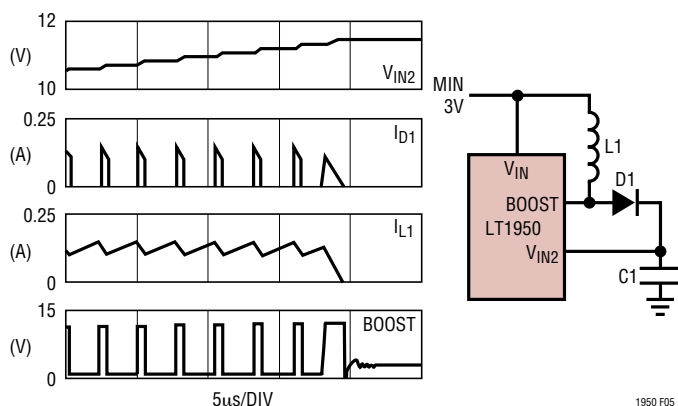 12
(V)
10
V_IN2
0.25
(A)
0
I_D1
0.25
(A)
0
I_L1
15
(V)
0
BOOST
5µs/DIV
MIN
3V
L1
V_IN
D1
BOOST
LT1950
V_IN2
C1
1950 F05